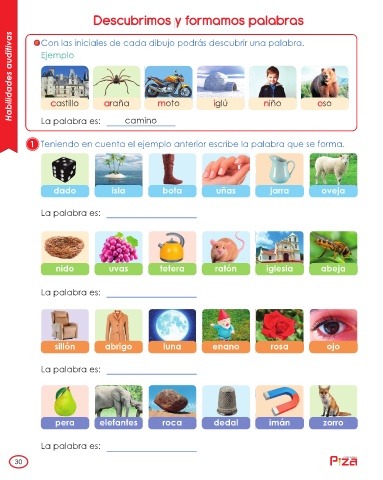 Descubrimos y formamos palabras
Habilidades auditivas
Con las iniciales de cada dibujo podrás descubrir una palabra.
Ejemplo
castillo araña moto iglú niño oso
La palabra es: camino
1 Teniendo en cuenta el ejemplo anterior escribe la palabra que se forma.
dado isla bota uñas jarra oveja
La palabra es:
nido uvas tetera ratón iglesia abeja
La palabra es:
sillón abrigo luna enano rosa ojo
La palabra es:
pera elefantes roca dedal imán zorro
La palabra es:
30